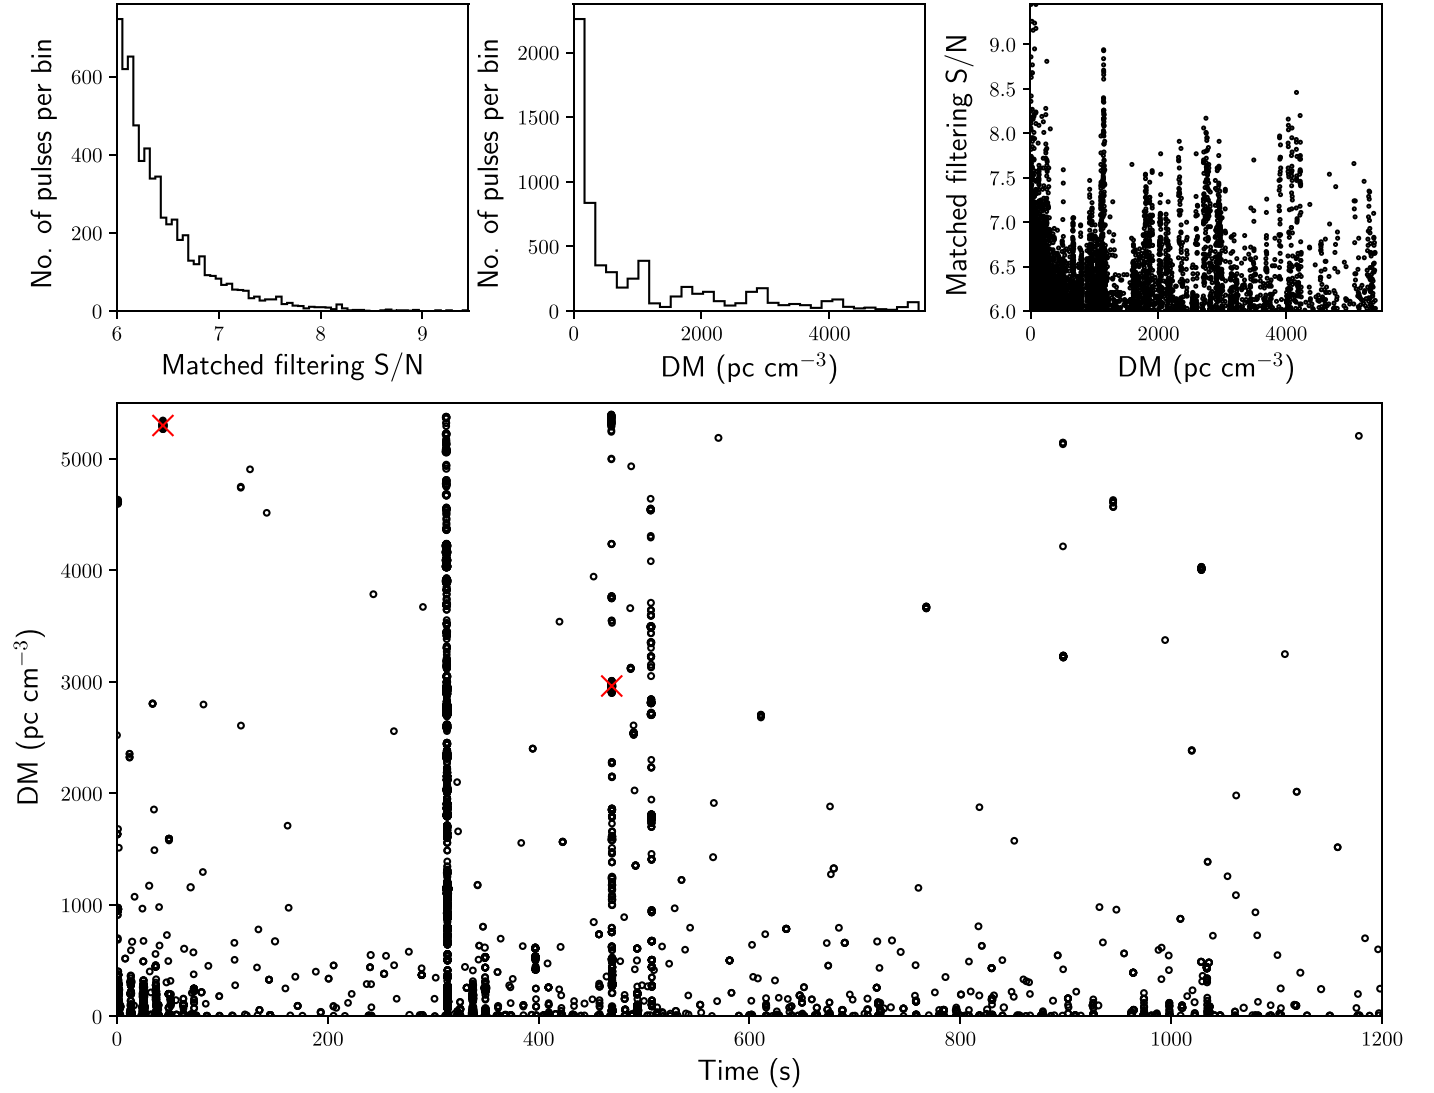 No. of pulses per bin
600
400
200
0
6 7 8 9
Matched filtering S/N
No. of pulses per bin
2000
1500
1000
500
0
0 2000 4000
DM (pc cm⁻³)
Matched filtering S/N
9.0
8.5
8.0
7.5
7.0
6.5
6.0
0 2000 4000
DM (pc cm⁻³)
DM (pc cm⁻³)
5000
4000
3000
2000
1000
0
0 200 400 600 800 1000 1200
Time (s)